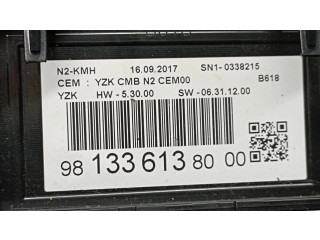 N2-KMH 16.09.2017 SN1-0338215
CEM : YZK CMB N2 CEM00 B618
YZK HW - 5.30.00 SW - 06.31.12.00
98 133 613 80 00